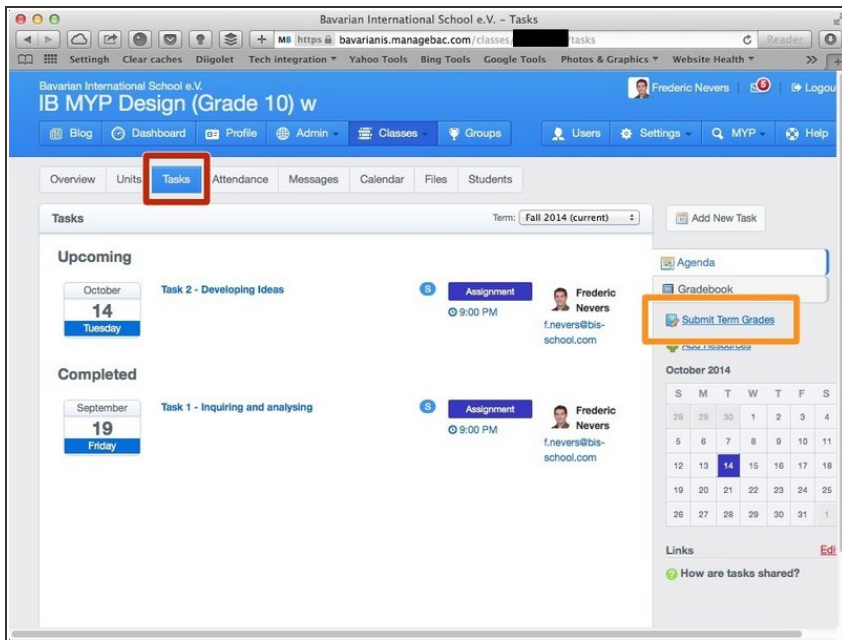 Bavarian International School e.V. – Tasks
MB https bavarianis.managebac.com/classes/ /tasks
Reader
Settingh Clear caches Diigolet Tech integration Yahoo Tools Bing Tools Google Tools Photos & Graphics Website Health
Bavarian International School e.V.
IB MYP Design (Grade 10) w
Frederic Nevers 5 Logou
Blog Dashboard Profile Admin Classes Groups Users Settings MYP Help
Overview Units Tasks Attendance Messages Calendar Files Students
Tasks Term: Fall 2014 (current)
Add New Task
Upcoming
October
14
Tuesday
Task 2 - Developing Ideas
S
Assignment
9:00 PM
Frederic
Nevers
f.nevers@bis-
school.com
Completed
September
19
Friday
Task 1 - Inquiring and analysing
S
Assignment
9:00 PM
Frederic
Nevers
f.nevers@bis-
school.com
Agenda
Gradebook
Submit Term Grades
Add Resources
October 2014
S M T W T F S
28 29 30 1 2 3 4
5 6 7 8 9 10 11
12 13 14 15 16 17 18
19 20 21 22 23 24 25
26 27 28 29 30 31 1
Links Edi
How are tasks shared?